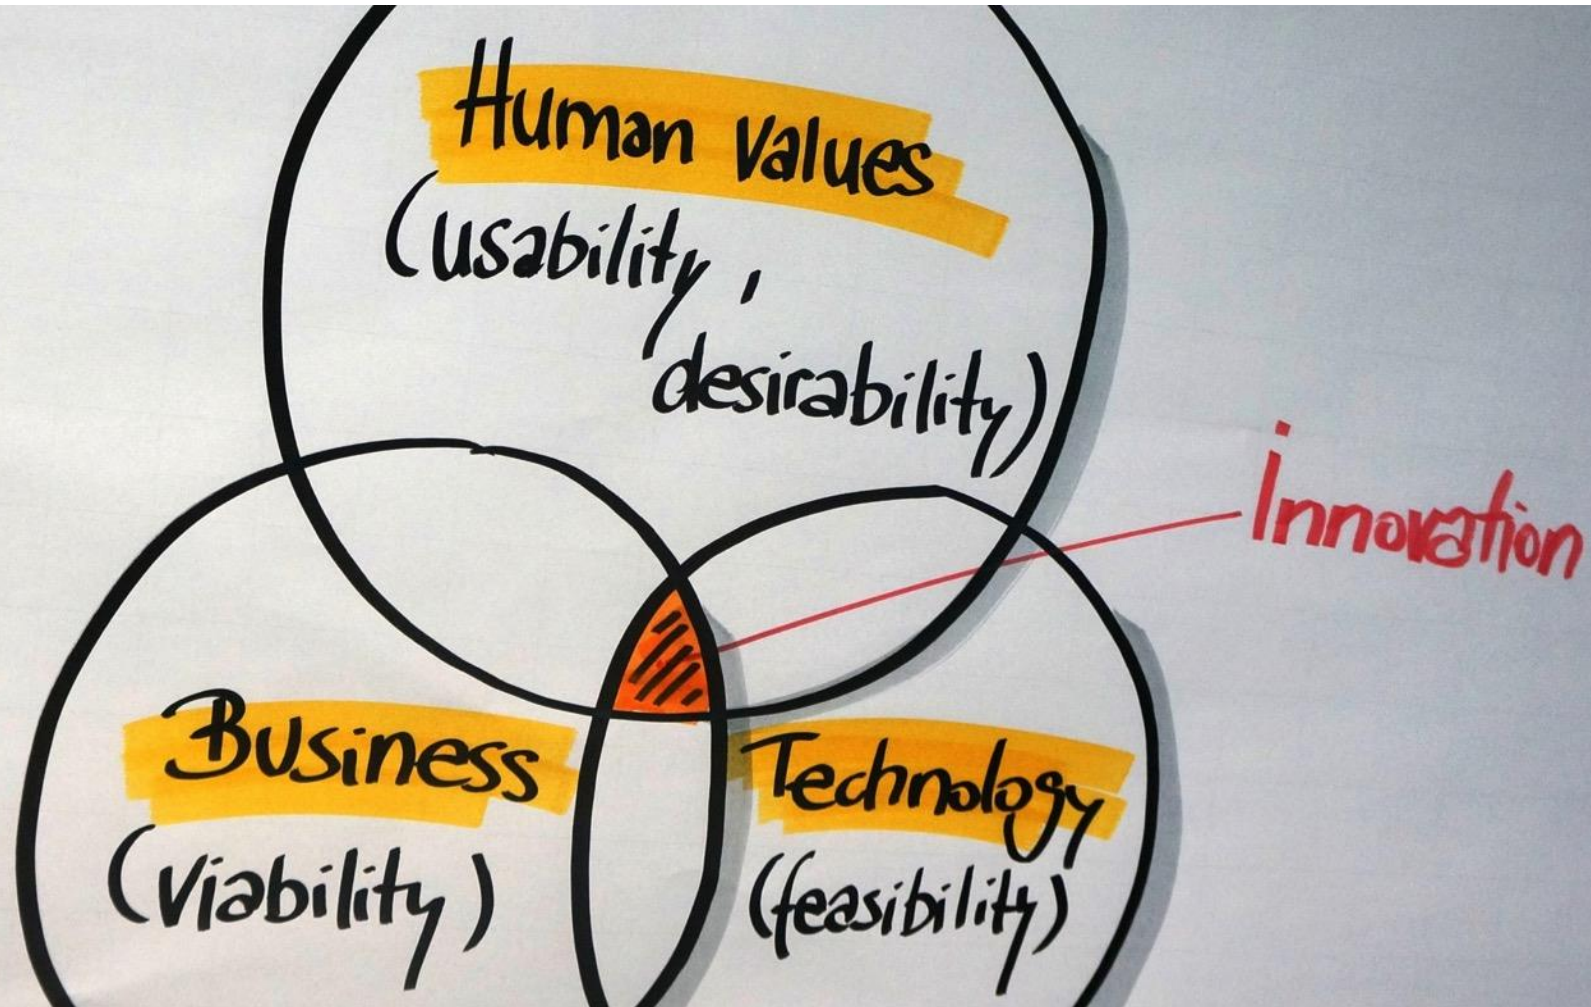 Human Values
(usability,
desirability)
Innovation
Business
(Viability)
Technology
(feasibility)